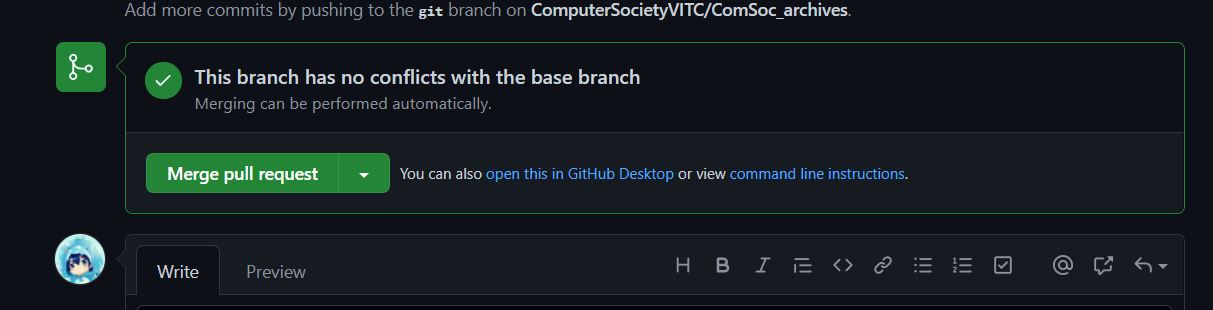 Add more commits by pushing to the git branch on ComputerSocietyVITC/ComSoc_archives.
This branch has no conflicts with the base branch
Merging can be performed automatically.
Merge pull request You can also open this in GitHub Desktop or view command line instructions.
Write Preview H B I @